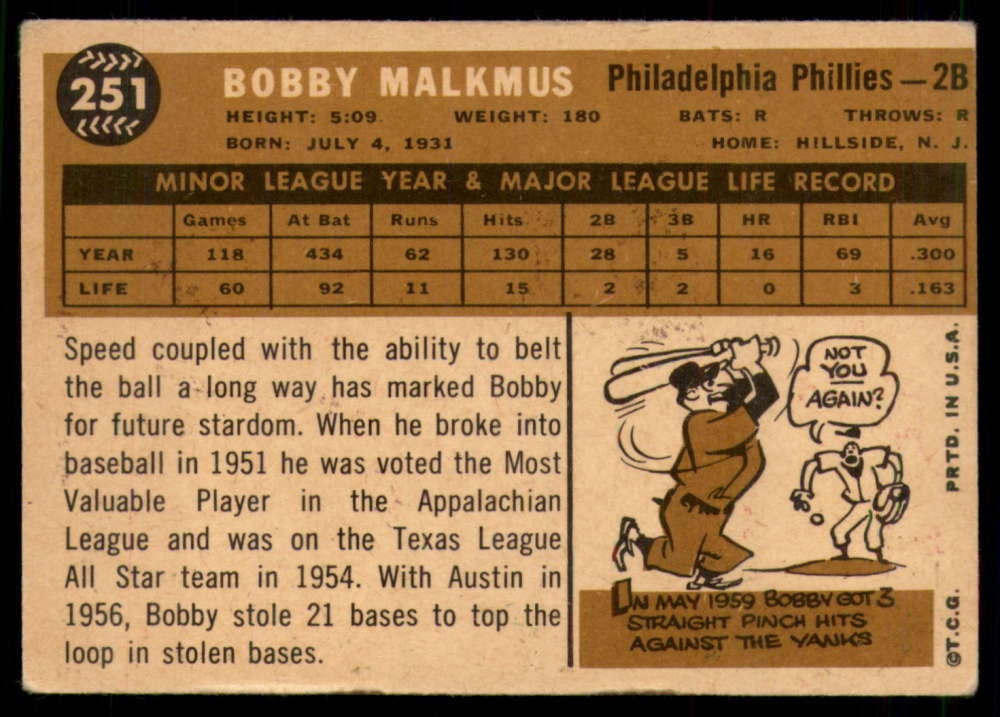 251
BOBBY MALKMUS Philadelphia Phillies — 2B
HEIGHT: 5:09. WEIGHT: 180 BATS: R THROWS: R
BORN: JULY 4, 1931 HOME: HILLSIDE, N. J.
MINOR LEAGUE YEAR & MAJOR LEAGUE LIFE RECORD
Games At Bat Runs Hits 2B 3B HR RBI Avg
YEAR 118 434 62 130 28 5 16 69 .300
LIFE 60 92 11 15 2 2 0 3 .163
Speed coupled with the ability to belt
the ball a long way has marked Bobby
for future stardom. When he broke into
baseball in 1951 he was voted the Most
Valuable Player in the Appalachian
League and was on the Texas League
All Star team in 1954. With Austin in
1956, Bobby stole 21 bases to top the
loop in stolen bases.
NOT
YOU
AGAIN?
IN MAY 1959 BOBBY GOT 3
STRAIGHT PINCH HITS
AGAINST THE YANKS
©T.C.G. PRTD. IN U.S.A.